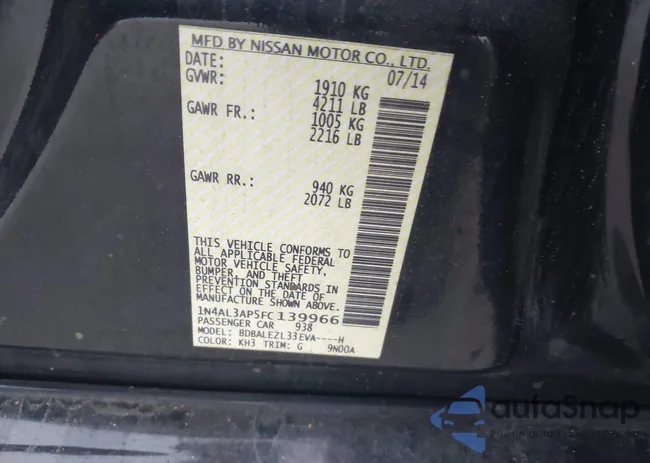 MFD BY NISSAN MOTOR CO., LTD.
DATE: 07/14
GVWR: 1910 KG
4211 LB
GAWR FR.: 1005 KG
2216 LB
GAWR RR.: 940 KG
2072 LB
THIS VEHICLE CONFORMS TO
ALL APPLICABLE FEDERAL
MOTOR VEHICLE SAFETY,
BUMPER, AND THEFT
PREVENTION STANDARDS IN
EFFECT ON THE DATE OF
MANUFACTURE SHOWN ABOVE.
1N4AL3AP5FC139966
PASSENGER CAR 938
MODEL: BDBALEZL33EVA----H
COLOR: KH3 TRIM: G 9N00A
autoSnap